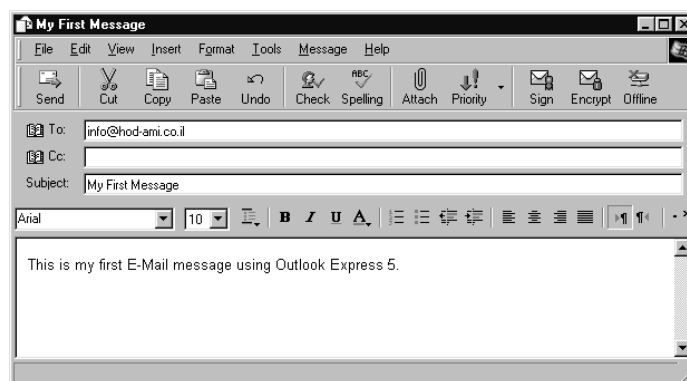 My First Message
File Edit View Insert Format Tools Message Help
Send Cut Copy Paste Undo Check ABC Spelling Attach Priority Sign Encrypt Offline
To: info@hod-ami.co.il
Cc:
Subject: My First Message
Arial 10 B I U A
This is my first E-Mail message using Outlook Express 5.